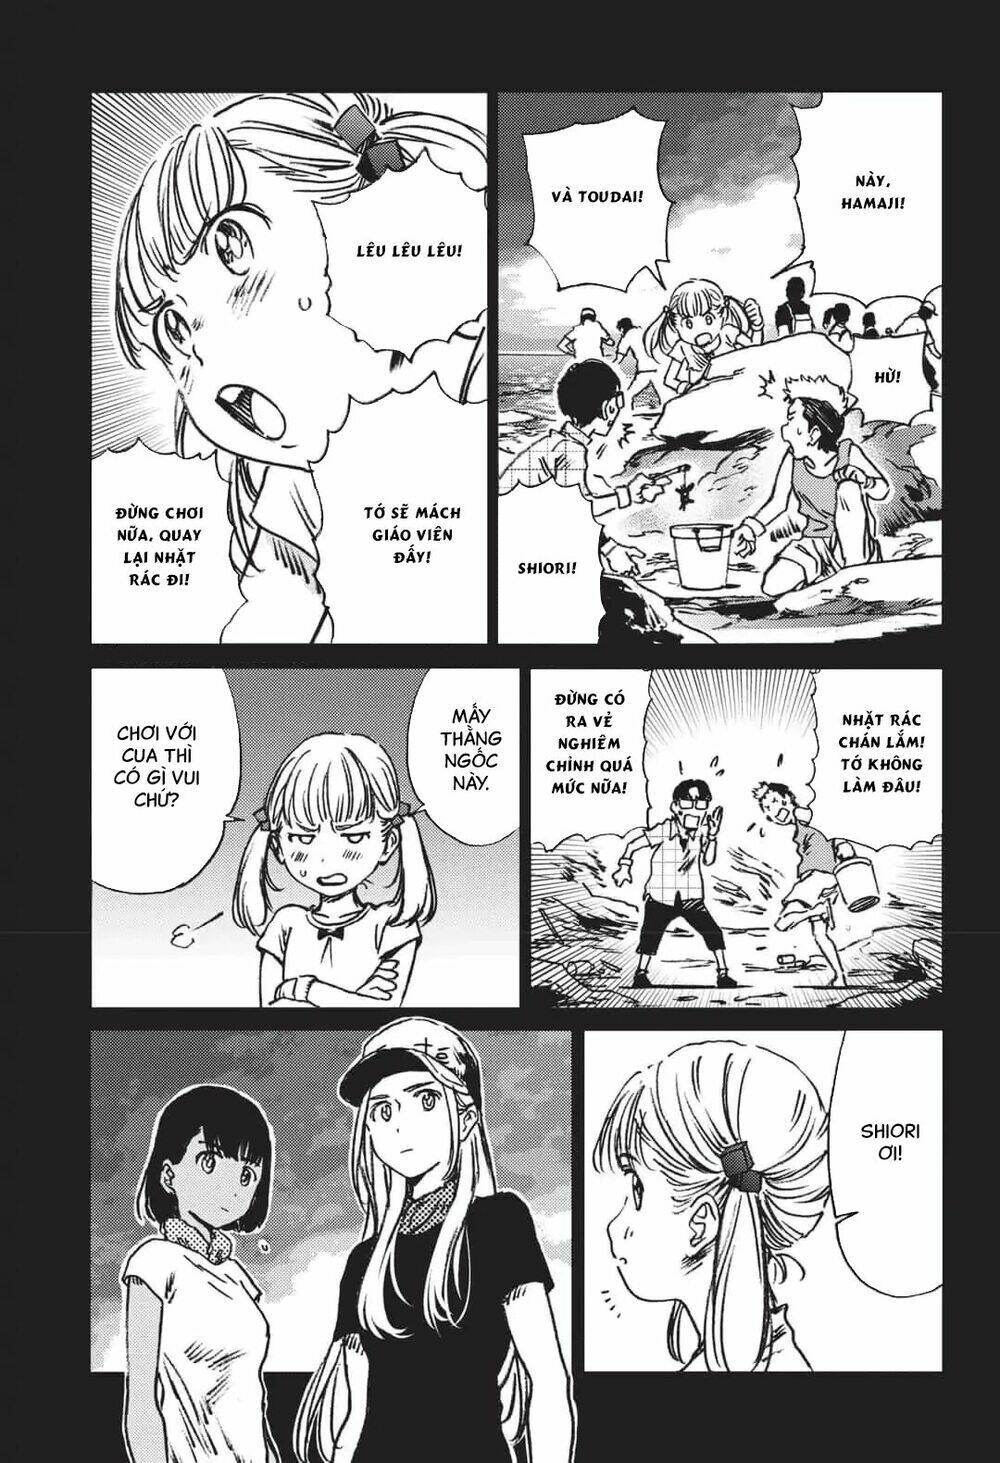 NÀY,
HAMAJI!
VÀ TOUDAI!
HỪ!
SHIORI!
LÊU LÊU LÊU!
TỚ SẼ MÁCH
GIÁO VIÊN
ĐẤY!
ĐỪNG CHƠI
NỮA, QUAY
LẠI NHẶT
RÁC ĐI!
NHẶT RÁC
CHÁN LẮM!
TỚ KHÔNG
LÀM ĐÂU!
ĐỪNG CÓ
RA VẺ
NGHIÊM
CHỈNH QUÁ
MỨC NỮA!
MẤY
THẰNG
NGỐC
NÀY.
CHƠI VỚI
CUA THÌ
CÓ GÌ VUI
CHỨ?
SHIORI
ƠI!